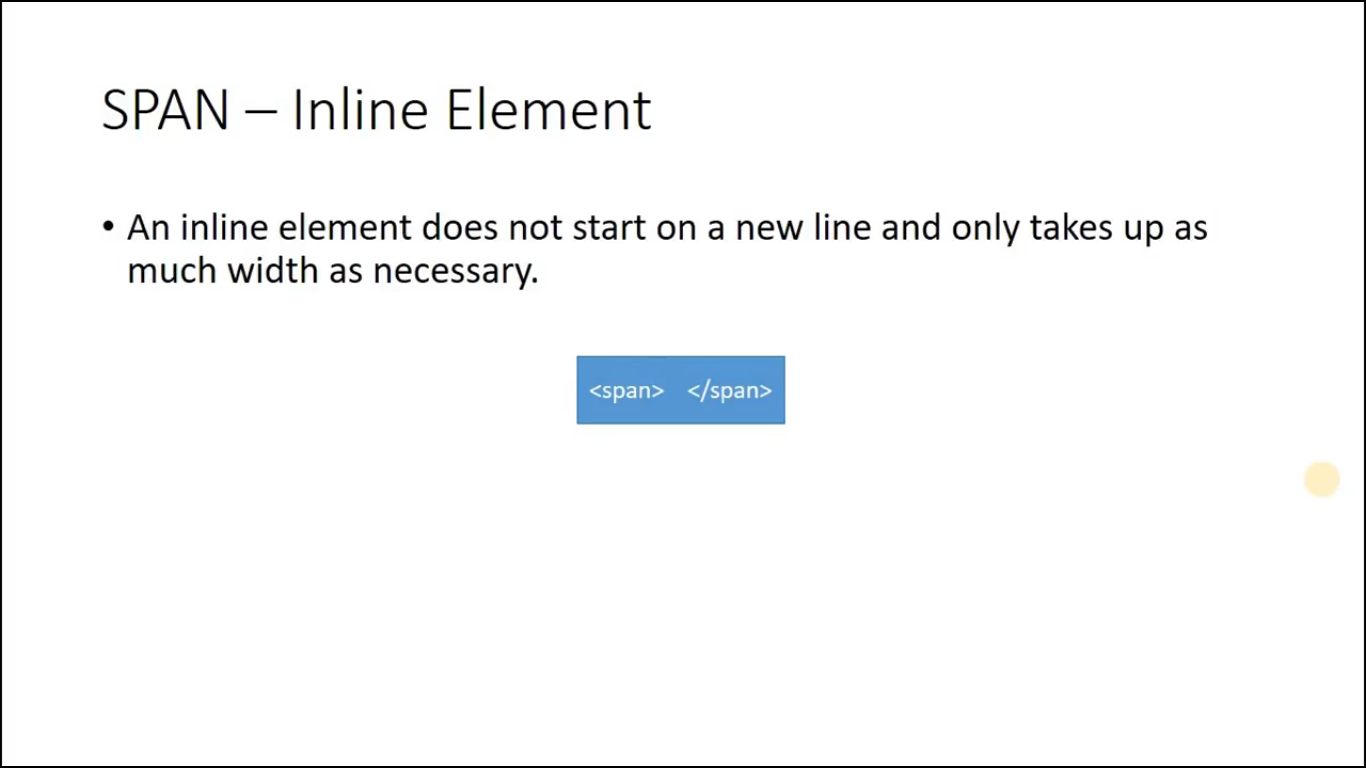 SPAN – Inline Element
• An inline element does not start on a new line and only takes up as
much width as necessary.
<span> </span>